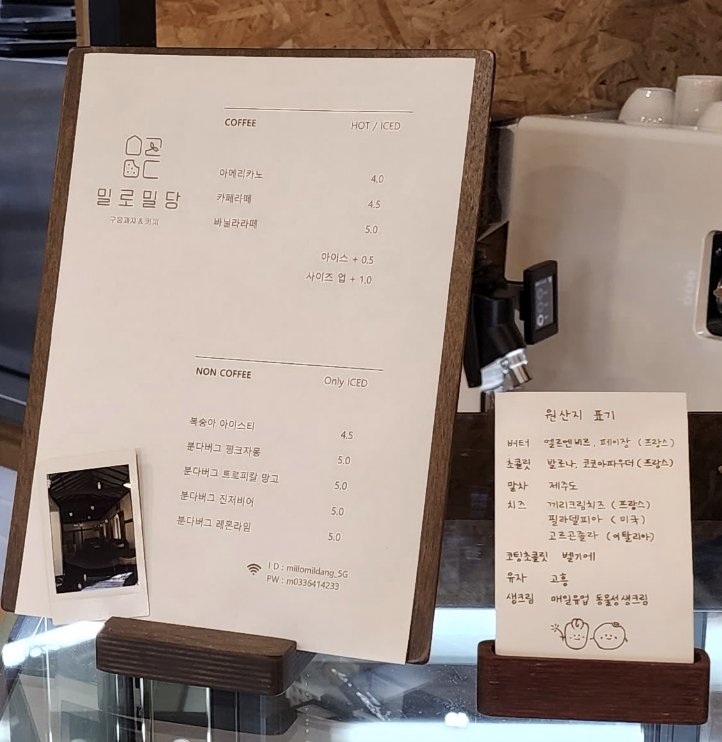 밀로밀당
구움과자 & 커피
COFFEE HOT / ICED
아메리카노 4.0
카페라떼 4.5
바닐라라떼 5.0
아이스 + 0.5
사이즈 업 + 1.0
NON COFFEE Only ICED
복숭아 아이스티 4.5
분다버그 핑크자몽 5.0
분다버그 트로피칼 망고 5.0
분다버그 진저비어 5.0
분다버그 레몬라임 5.0
I D : miilomildang_5G
PW : m0336414233
원산지 표기
버터 엘르앤비르, 페이장 (프랑스)
초콜릿 발로나, 코코아파우더 (프랑스)
말차 제주도
치즈 끼리크림치즈 (프랑스)
필라델피아 (미국)
고르곤졸라 (이탈리아)
코팅초콜릿 벨기에
유자 고흥
생크림 매일유업 동물성생크림